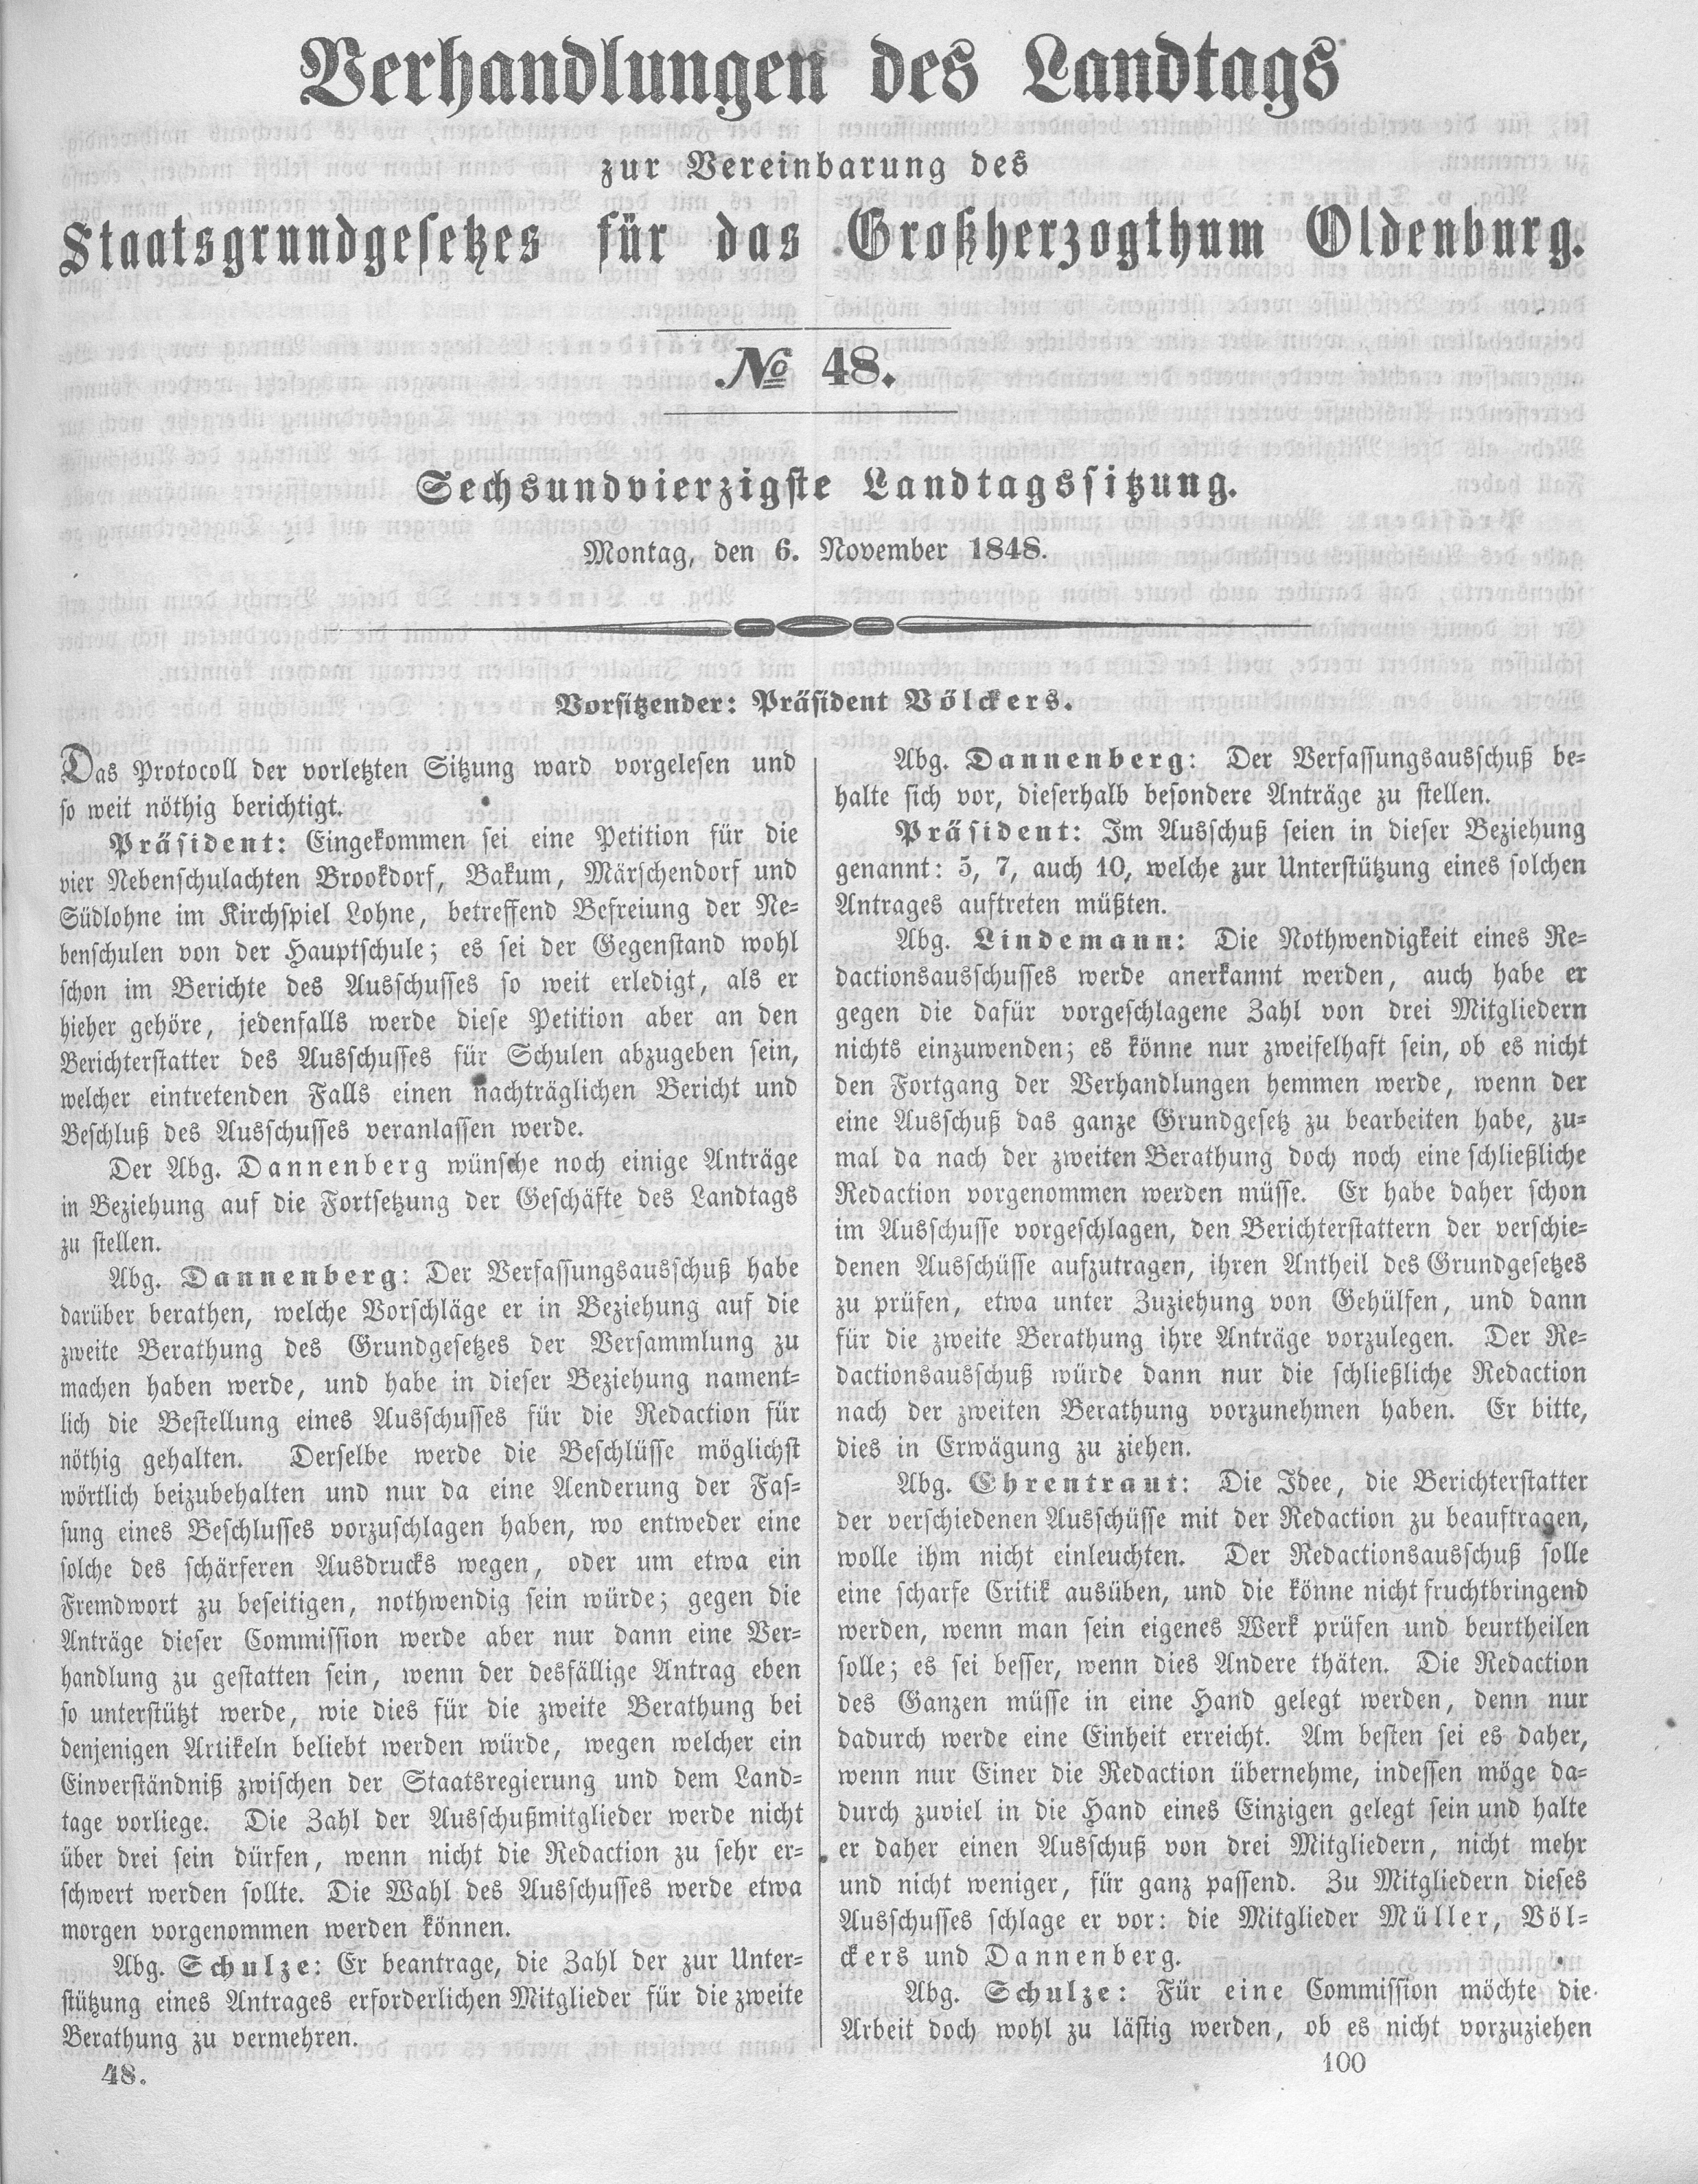 Verhandlungen des Landtags
zur Vereinbarung des
Staatsgrundgesetzes für das Großherzogthum Oldenburg.
No 48.
Sechsundvierzigste Landtagssitzung.
Montag, den 6. November 1848.
Vorsitzender: Präsident Völckers.
Das Protocoll der vorletzten Sitzung ward vorgelesen und
so weit nöthig berichtigt.
Präsident: Eingekommen sei eine Petition für die
vier Nebenschulachten Brookdorf, Bakum, Märschendorf und
Südlohne im Kirchspiel Lohne, betreffend Befreiung der Ne-
benschulen von der Hauptschule; es sei der Gegenstand wohl
schon im Berichte des Ausschusses so weit erledigt, als er
hieher gehöre, jedenfalls werde diese Petition aber an den
Berichterstatter des Ausschusses für Schulen abzugeben sein,
welcher eintretenden Falls einen nachträglichen Bericht und
Beschluß des Ausschusses veranlassen werde.
Der Abg. Dannenberg wünsche noch einige Anträge
in Beziehung auf die Fortsetzung der Geschäfte des Landtags
zu stellen.
Abg. Dannenberg: Der Verfassungsausschuß habe
darüber berathen, welche Vorschläge er in Beziehung auf die
zweite Berathung des Grundgesetzes der Versammlung zu
machen haben werde, und habe in dieser Beziehung nament-
lich die Bestellung eines Ausschusses für die Redaction für
nöthig gehalten. Derselbe werde die Beschlüsse möglichst
wörtlich beizubehalten und nur da eine Aenderung der Fas-
sung eines Beschlusses vorzuschlagen haben, wo entweder eine
solche des schärferen Ausdrucks wegen, oder um etwa ein
Fremdwort zu beseitigen, nothwendig sein würde; gegen die
Anträge dieser Commission werde aber nur dann eine Ver-
handlung zu gestatten sein, wenn der desfällige Antrag eben
so unterstützt werde, wie dies für die zweite Berathung bei
denjenigen Artikeln beliebt werden würde, wegen welcher ein
Einverständniß zwischen der Staatsregierung und dem Land-
tage vorliege. Die Zahl der Ausschußmitglieder werde nicht
über drei sein dürfen, wenn nicht die Redaction zu sehr er-
schwert werden sollte. Die Wahl des Ausschusses werde etwa
morgen vorgenommen werden können.
Abg. Schulze: Er beantrage, die Zahl der zur Unter-
stützung eines Antrages erforderlichen Mitglieder für die zweite
Berathung zu vermehren.
48.
Abg. Dannenberg: Der Verfassungsausschuß be-
halte sich vor, dieserhalb besondere Anträge zu stellen.
Präsident: Im Ausschuß seien in dieser Beziehung
genannt: 5, 7, auch 10, welche zur Unterstützung eines solchen
Antrages auftreten müßten.
Abg. Lindemann: Die Nothwendigkeit eines Re-
dactionsausschusses werde anerkannt werden, auch habe er
gegen die dafür vorgeschlagene Zahl von drei Mitgliedern
nichts einzuwenden; es könne nur zweifelhaft sein, ob es nicht
den Fortgang der Verhandlungen hemmen werde, wenn der
eine Ausschuß das ganze Grundgesetz zu bearbeiten habe, zu-
mal da nach der zweiten Berathung doch noch eine schließliche
Redaction vorgenommen werden müsse. Er habe daher schon
im Ausschusse vorgeschlagen, den Berichterstattern der verschie-
denen Ausschüsse aufzutragen, ihren Antheil des Grundgesetzes
zu prüfen, etwa unter Zuziehung von Gehülfen, und dann
für die zweite Berathung ihre Anträge vorzulegen. Der Re-
dactionsausschuß würde dann nur die schließliche Redaction
nach der zweiten Berathung vorzunehmen haben. Er bitte,
dies in Erwägung zu ziehen.
Abg. Ehrentraut: Die Idee, die Berichterstatter
der verschiedenen Ausschüsse mit der Redaction zu beauftragen,
wolle ihm nicht einleuchten. Der Redactionsausschuß solle
eine scharfe Critik ausüben, und die könne nicht fruchtbringend
werden, wenn man sein eigenes Werk prüfen und beurtheilen
solle; es sei besser, wenn dies Andere thäten. Die Redaction
des Ganzen müsse in eine Hand gelegt werden, denn nur
dadurch werde eine Einheit erreicht. Am besten sei es daher,
wenn nur Einer die Redaction übernehme, indessen möge da-
durch zuviel in die Hand eines Einzigen gelegt sein und halte
er daher einen Ausschuß von drei Mitgliedern, nicht mehr
und nicht weniger, für ganz passend. Zu Mitgliedern dieses
Ausschusses schlage er vor: die Mitglieder Müller, Völ-
ckers und Dannenberg.
Abg. Schulze: Für eine Commission möchte die
Arbeit doch wohl zu lästig werden, ob es nicht vorzuziehen
100